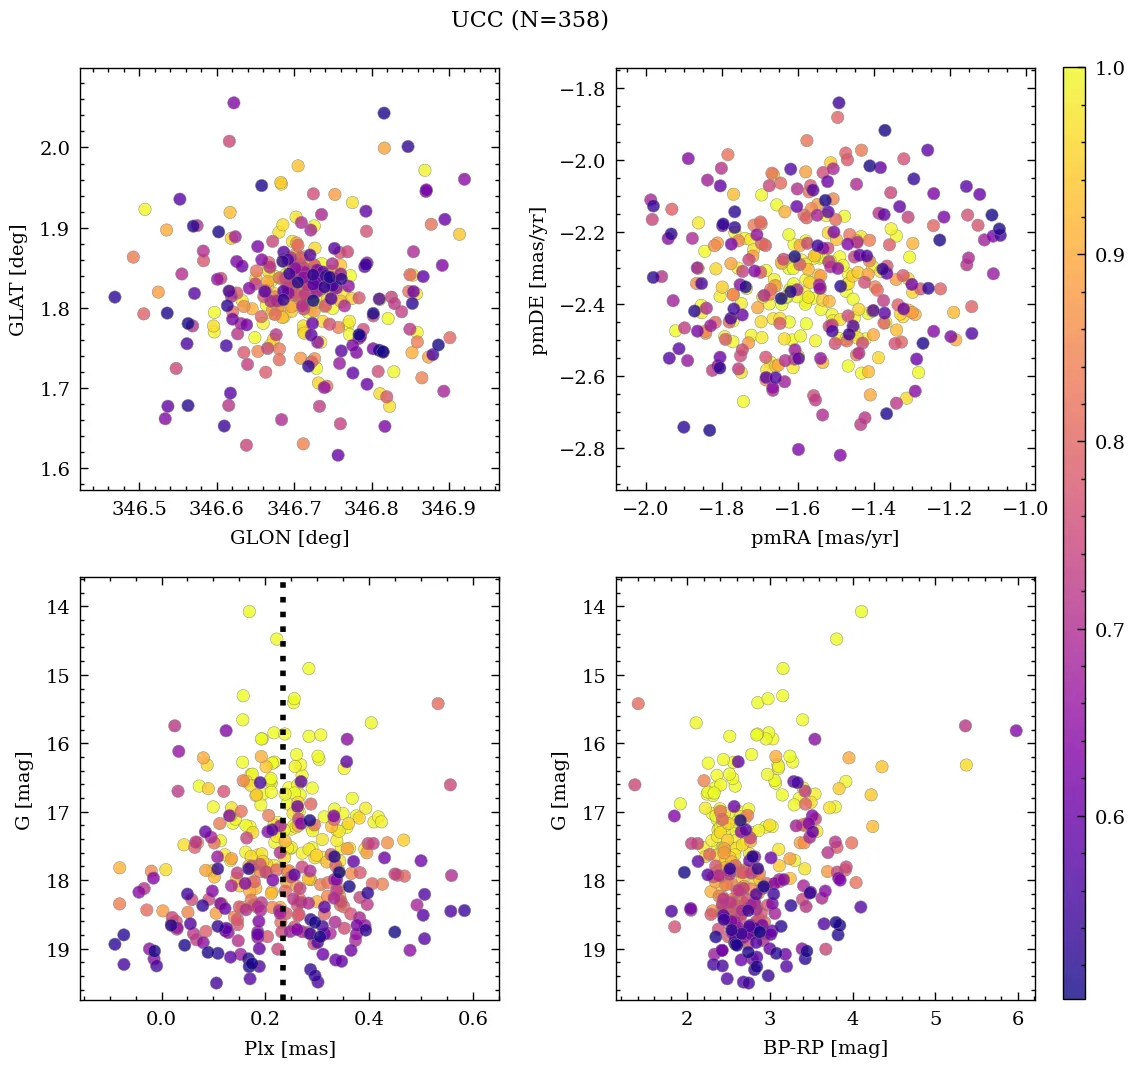 UCC (N=358)
2.0
1.9
1.8
1.7
1.6
GLAT [deg]
346.5 346.6 346.7 346.8 346.9
GLON [deg]
−1.8
−2.0
−2.2
−2.4
−2.6
−2.8
pmDE [mas/yr]
−2.0 −1.8 −1.6 −1.4 −1.2 −1.0
pmRA [mas/yr]
14
15
16
17
18
19
G [mag]
0.0 0.2 0.4 0.6
Plx [mas]
14
15
16
17
18
19
G [mag]
2 3 4 5 6
BP-RP [mag]
1.0
0.9
0.8
0.7
0.6